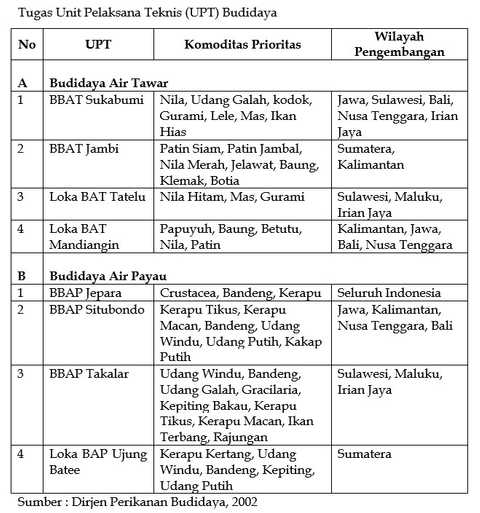 Tugas Unit Pelaksana Teknis (UPT) Budidaya
No UPT Komoditas Prioritas Wilayah Pengembangan
A Budidaya Air Tawar
1 BBAT Sukabumi Nila, Udang Galah, kodok, Jawa, Sulawesi, Bali,
Gurami, Lele, Mas, Ikan Nusa Tenggara, Irian
Hias Jaya
2 BBAT Jambi Patin Siam, Patin Jambal, Sumatera,
Nila Merah, Jelawat, Baung, Kalimantan
Klemak, Botia
3 Loka BAT Tatelu Nila Hitam, Mas, Gurami Sulawesi, Maluku,
Irian Jaya
4 Loka BAT Papuyuh, Baung, Betutu, Kalimantan, Jawa,
Mandiangin Nila, Patin Bali, Nusa Tenggara
B Budidaya Air Payau
1 BBAP Jepara Crustacea, Bandeng, Kerapu Seluruh Indonesia
2 BBAP Situbondo Kerapu Tikus, Kerapu Jawa, Kalimantan,
Macan, Bandeng, Udang Nusa Tenggara, Bali
Windu, Udang Putih, Kakap
Putih
3 BBAP Takalar Udang Windu, Bandeng, Sulawesi, Maluku,
Udang Galah, Gracilaria, Irian Jaya
Kepiting Bakau, Kerapu
Tikus, Kerapu Macan, Ikan
Terbang, Rajungan
4 Loka BAP Ujung Kerapu Kertang, Udang Sumatera
Batee Windu, Bandeng, Kepiting,
Udang Putih
Sumber : Dirjen Perikanan Budidaya, 2002